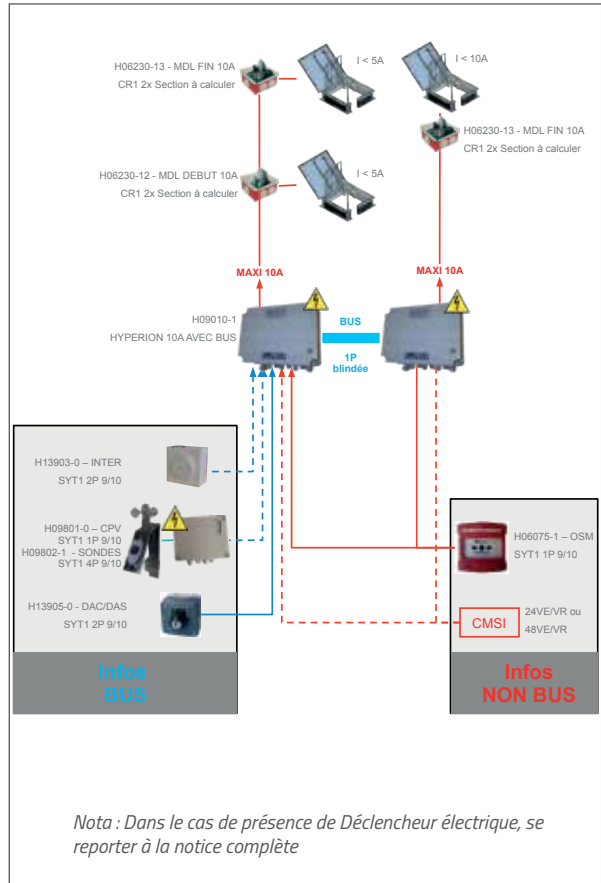 H06230-13 - MDL FIN 10A
CR1 2x Section à calculer
I < 5A
I < 10A
H06230-13 - MDL FIN 10A
CR1 2x Section à calculer
H06230-12 - MDL DEBUT 10A
CR1 2x Section à calculer
I < 5A
MAXI 10A
MAXI 10A
H09010-1
HYPERION 10A AVEC BUS
BUS
1P
blindée
H13903-0 – INTER
SYT1 2P 9/10
H09801-0 – CPV
SYT1 1P 9/10
H09802-1 - SONDES
SYT1 4P 9/10
H13905-0 - DAC/DAS
SYT1 2P 9/10
Infos
BUS
H06075-1 – OSM
SYT1 1P 9/10
CMSI
24VE/VR ou
48VE/VR
Infos
NON BUS
Nota : Dans le cas de présence de Déclencheur électrique, se
reporter à la notice complète